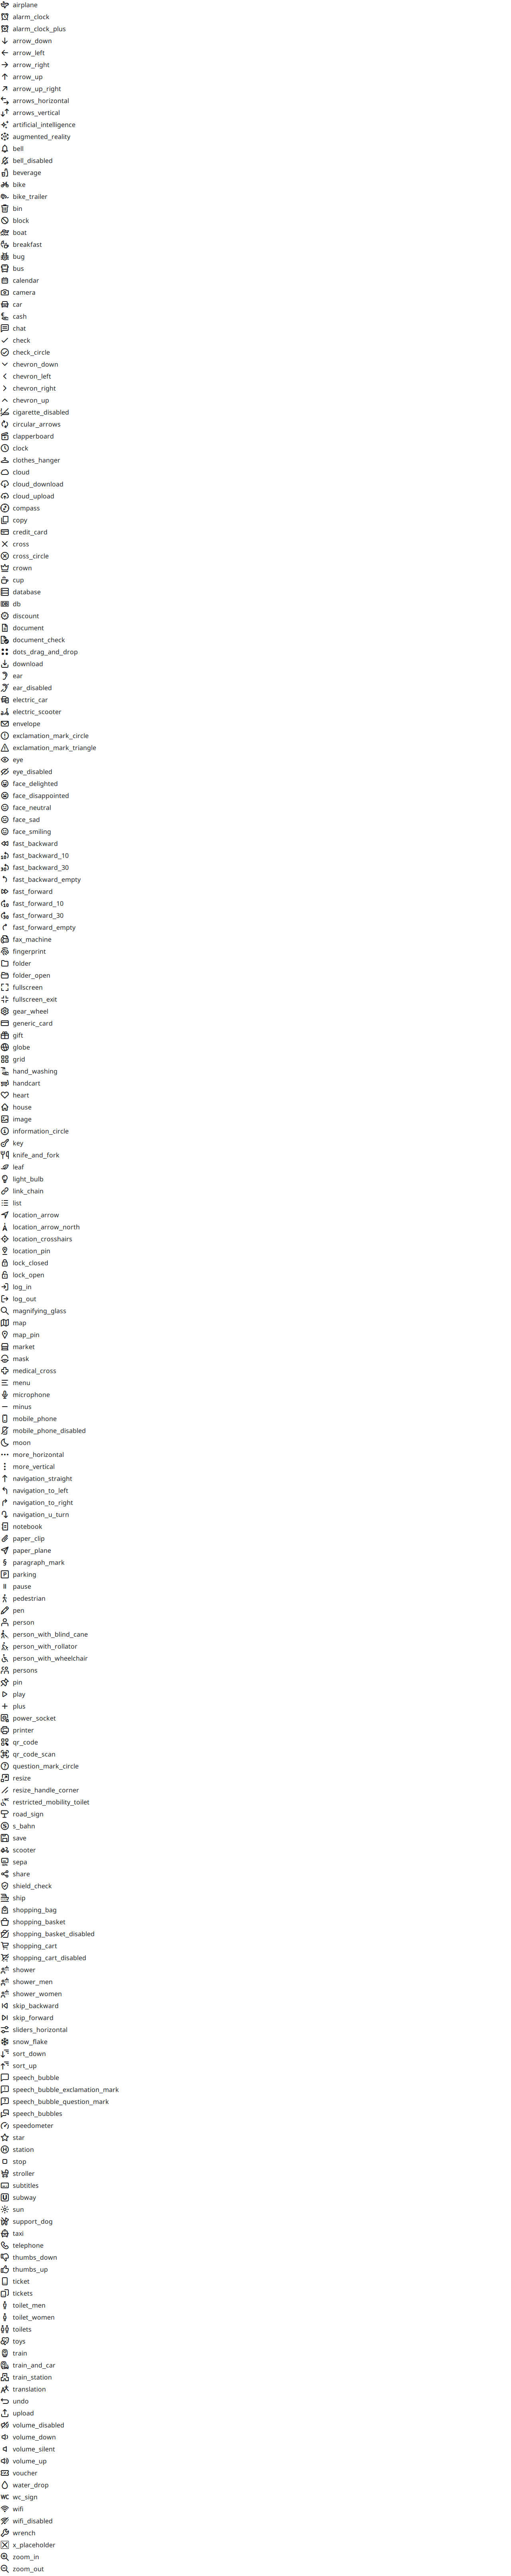 airplane
alarm_clock
alarm_clock_plus
arrow_down
arrow_left
arrow_right
arrow_up
arrow_up_right
arrows_horizontal
arrows_vertical
artificial_intelligence
augmented_reality
bell
bell_disabled
beverage
bike
bike_trailer
bin
block
boat
breakfast
bug
bus
calendar
camera
car
cash
chat
check
check_circle
chevron_down
chevron_left
chevron_right
chevron_up
cigarette_disabled
circular_arrows
clapperboard
clock
clothes_hanger
cloud
cloud_download
cloud_upload
compass
copy
credit_card
cross
cross_circle
crown
cup
database
db
discount
document
document_check
dots_drag_and_drop
download
ear
ear_disabled
electric_car
electric_scooter
envelope
exclamation_mark_circle
exclamation_mark_triangle
eye
eye_disabled
face_delighted
face_disappointed
face_neutral
face_sad
face_smiling
fast_backward
fast_backward_10
fast_backward_30
fast_backward_empty
fast_forward
fast_forward_10
fast_forward_30
fast_forward_empty
fax_machine
fingerprint
folder
folder_open
fullscreen
fullscreen_exit
gear_wheel
generic_card
gift
globe
grid
hand_washing
handcart
heart
house
image
information_circle
key
knife_and_fork
leaf
light_bulb
link_chain
list
location_arrow
location_arrow_north
location_crosshairs
location_pin
lock_closed
lock_open
log_in
log_out
magnifying_glass
map
map_pin
market
mask
medical_cross
menu
microphone
minus
mobile_phone
mobile_phone_disabled
moon
more_horizontal
more_vertical
navigation_straight
navigation_to_left
navigation_to_right
navigation_u_turn
notebook
paper_clip
paper_plane
paragraph_mark
P parking
pause
pedestrian
pen
person
person_with_blind_cane
person_with_rollator
person_with_wheelchair
persons
pin
play
plus
power_socket
printer
qr_code
qr_code_scan
? question_mark_circle
resize
resize_handle_corner
restricted_mobility_toilet
road_sign
s_bahn
save
scooter
sepa
share
shield_check
ship
shopping_bag
shopping_basket
shopping_basket_disabled
shopping_cart
shopping_cart_disabled
shower
shower_men
shower_women
skip_backward
skip_forward
sliders_horizontal
snow_flake
sort_down
sort_up
speech_bubble
speech_bubble_exclamation_mark
speech_bubble_question_mark
speech_bubbles
speedometer
star
H station
stop
stroller
subtitles
U subway
sun
support_dog
taxi
telephone
thumbs_down
thumbs_up
ticket
tickets
toilet_men
toilet_women
toilets
toys
train
train_and_car
train_station
translation
undo
upload
volume_disabled
volume_down
volume_silent
volume_up
voucher
water_drop
WC wc_sign
wifi
wifi_disabled
wrench
x_placeholder
zoom_in
zoom_out